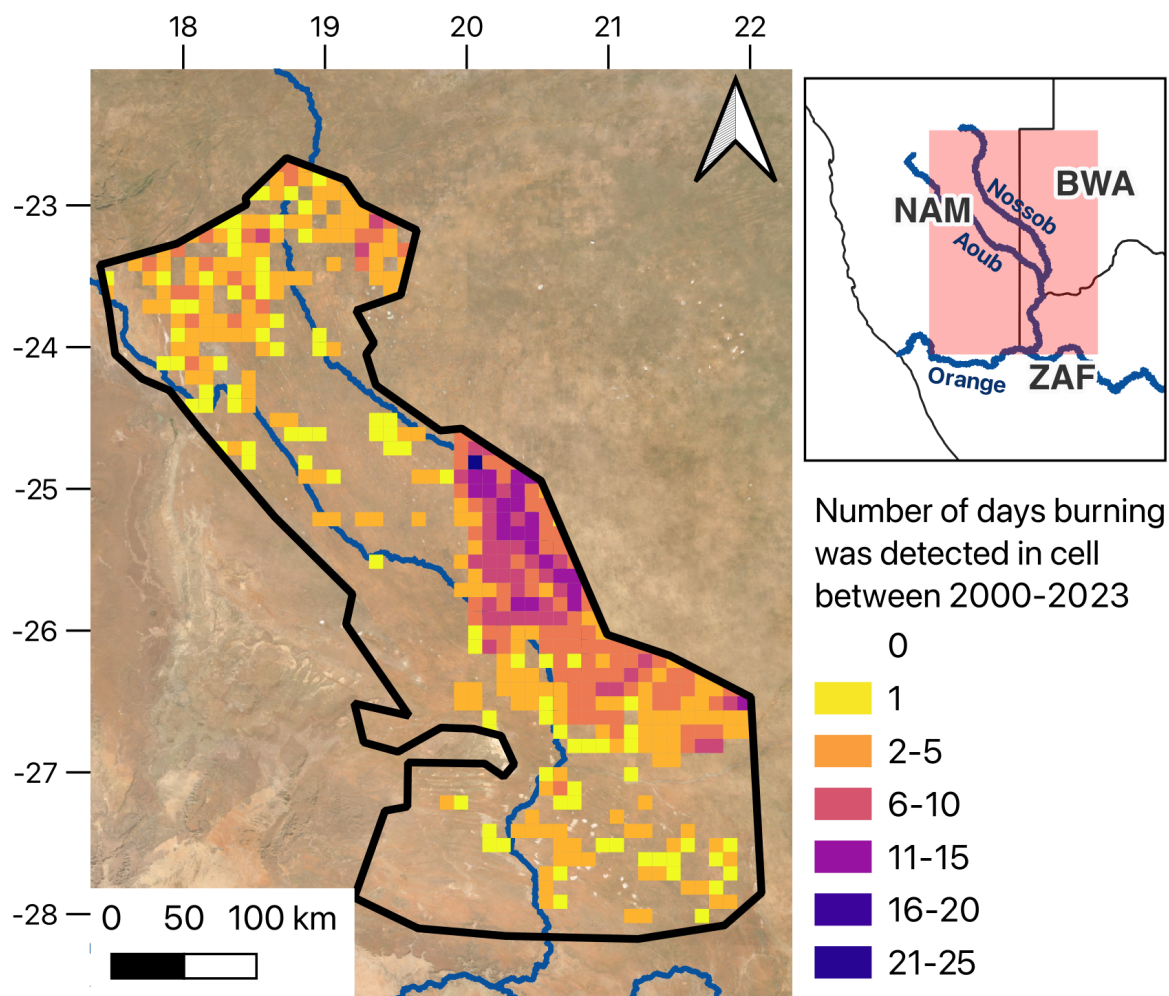 18 19 20 21 22
-23
-24
-25
-26
-27
-28
0 50 100 km
NAM
BWA
Nossob
Aoub
Orange
ZAF
Number of days burning
was detected in cell
between 2000-2023
0
1
2-5
6-10
11-15
16-20
21-25